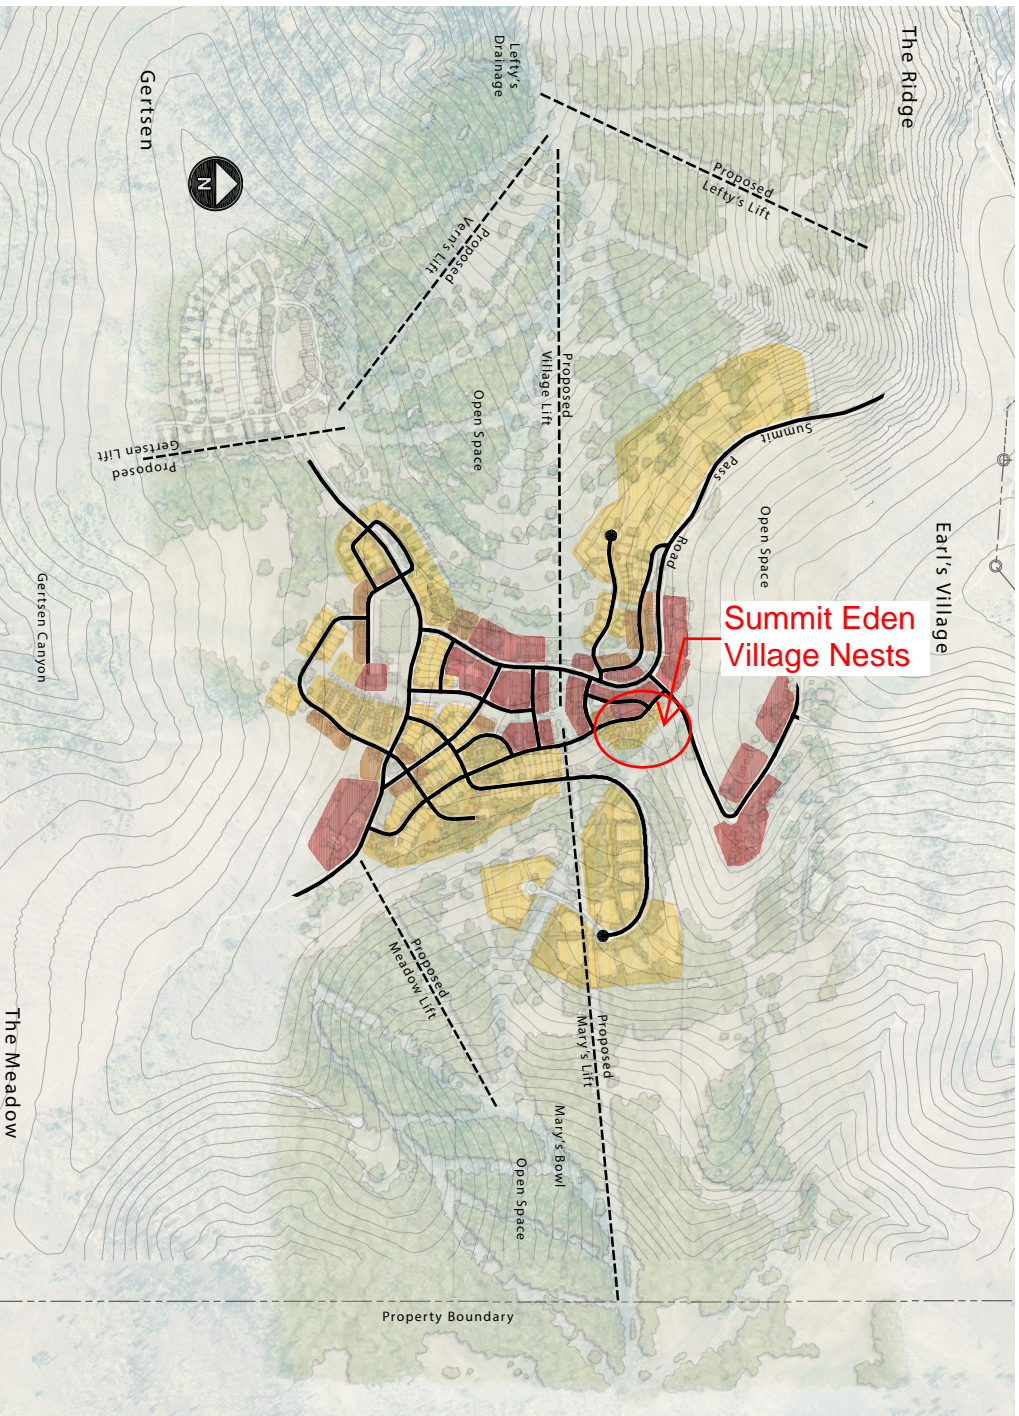 Lefty's
Drainage
The Ridge
Gertsen
N
Proposed
Lefty's Lift
Proposed
Vern's Lift
Proposed
Village Lift
Open Space
Proposed
Gertsen Lift
Summit
Pass
Road
Open Space
Earl's Village
Summit Eden
Village Nests
Gertsen Canyon
Proposed
Meadow Lift
Proposed
Mary's Lift
Mary's Bowl
Open Space
The Meadow
Property Boundary